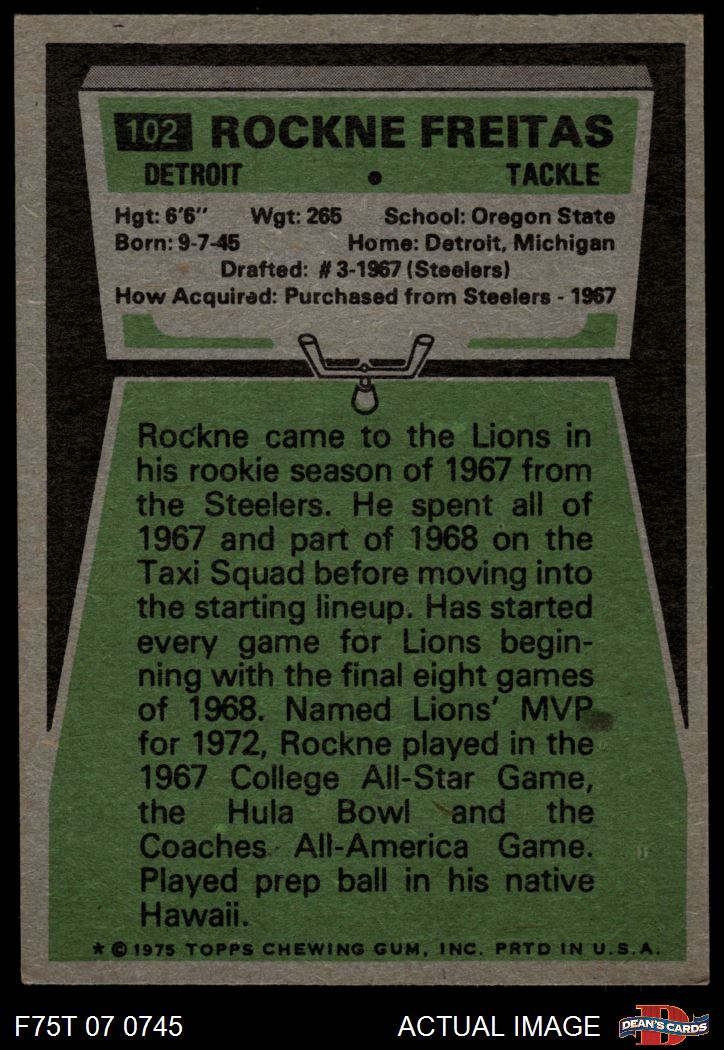 102 ROCKNE FREITAS
DETROIT • TACKLE
Hgt: 6'6" Wgt: 265 School: Oregon State
Born: 9-7-45 Home: Detroit, Michigan
Drafted: #3-1967 (Steelers)
How Acquired: Purchased from Steelers - 1967
Rockne came to the Lions in
his rookie season of 1967 from
the Steelers. He spent all of
1967 and part of 1968 on the
Taxi Squad before moving into
the starting lineup. Has started
every game for Lions begin-
ning with the final eight games
of 1968. Named Lions' MVP
for 1972, Rockne played in the
1967 College All-Star Game,
the Hula Bowl and the
Coaches All-America Game.
Played prep ball in his native
Hawaii.
* © 1975 TOPPS CHEWING GUM, INC. PRTD IN U.S.A.
F75T 07 0745 ACTUAL IMAGE D DEAN'S CARDS